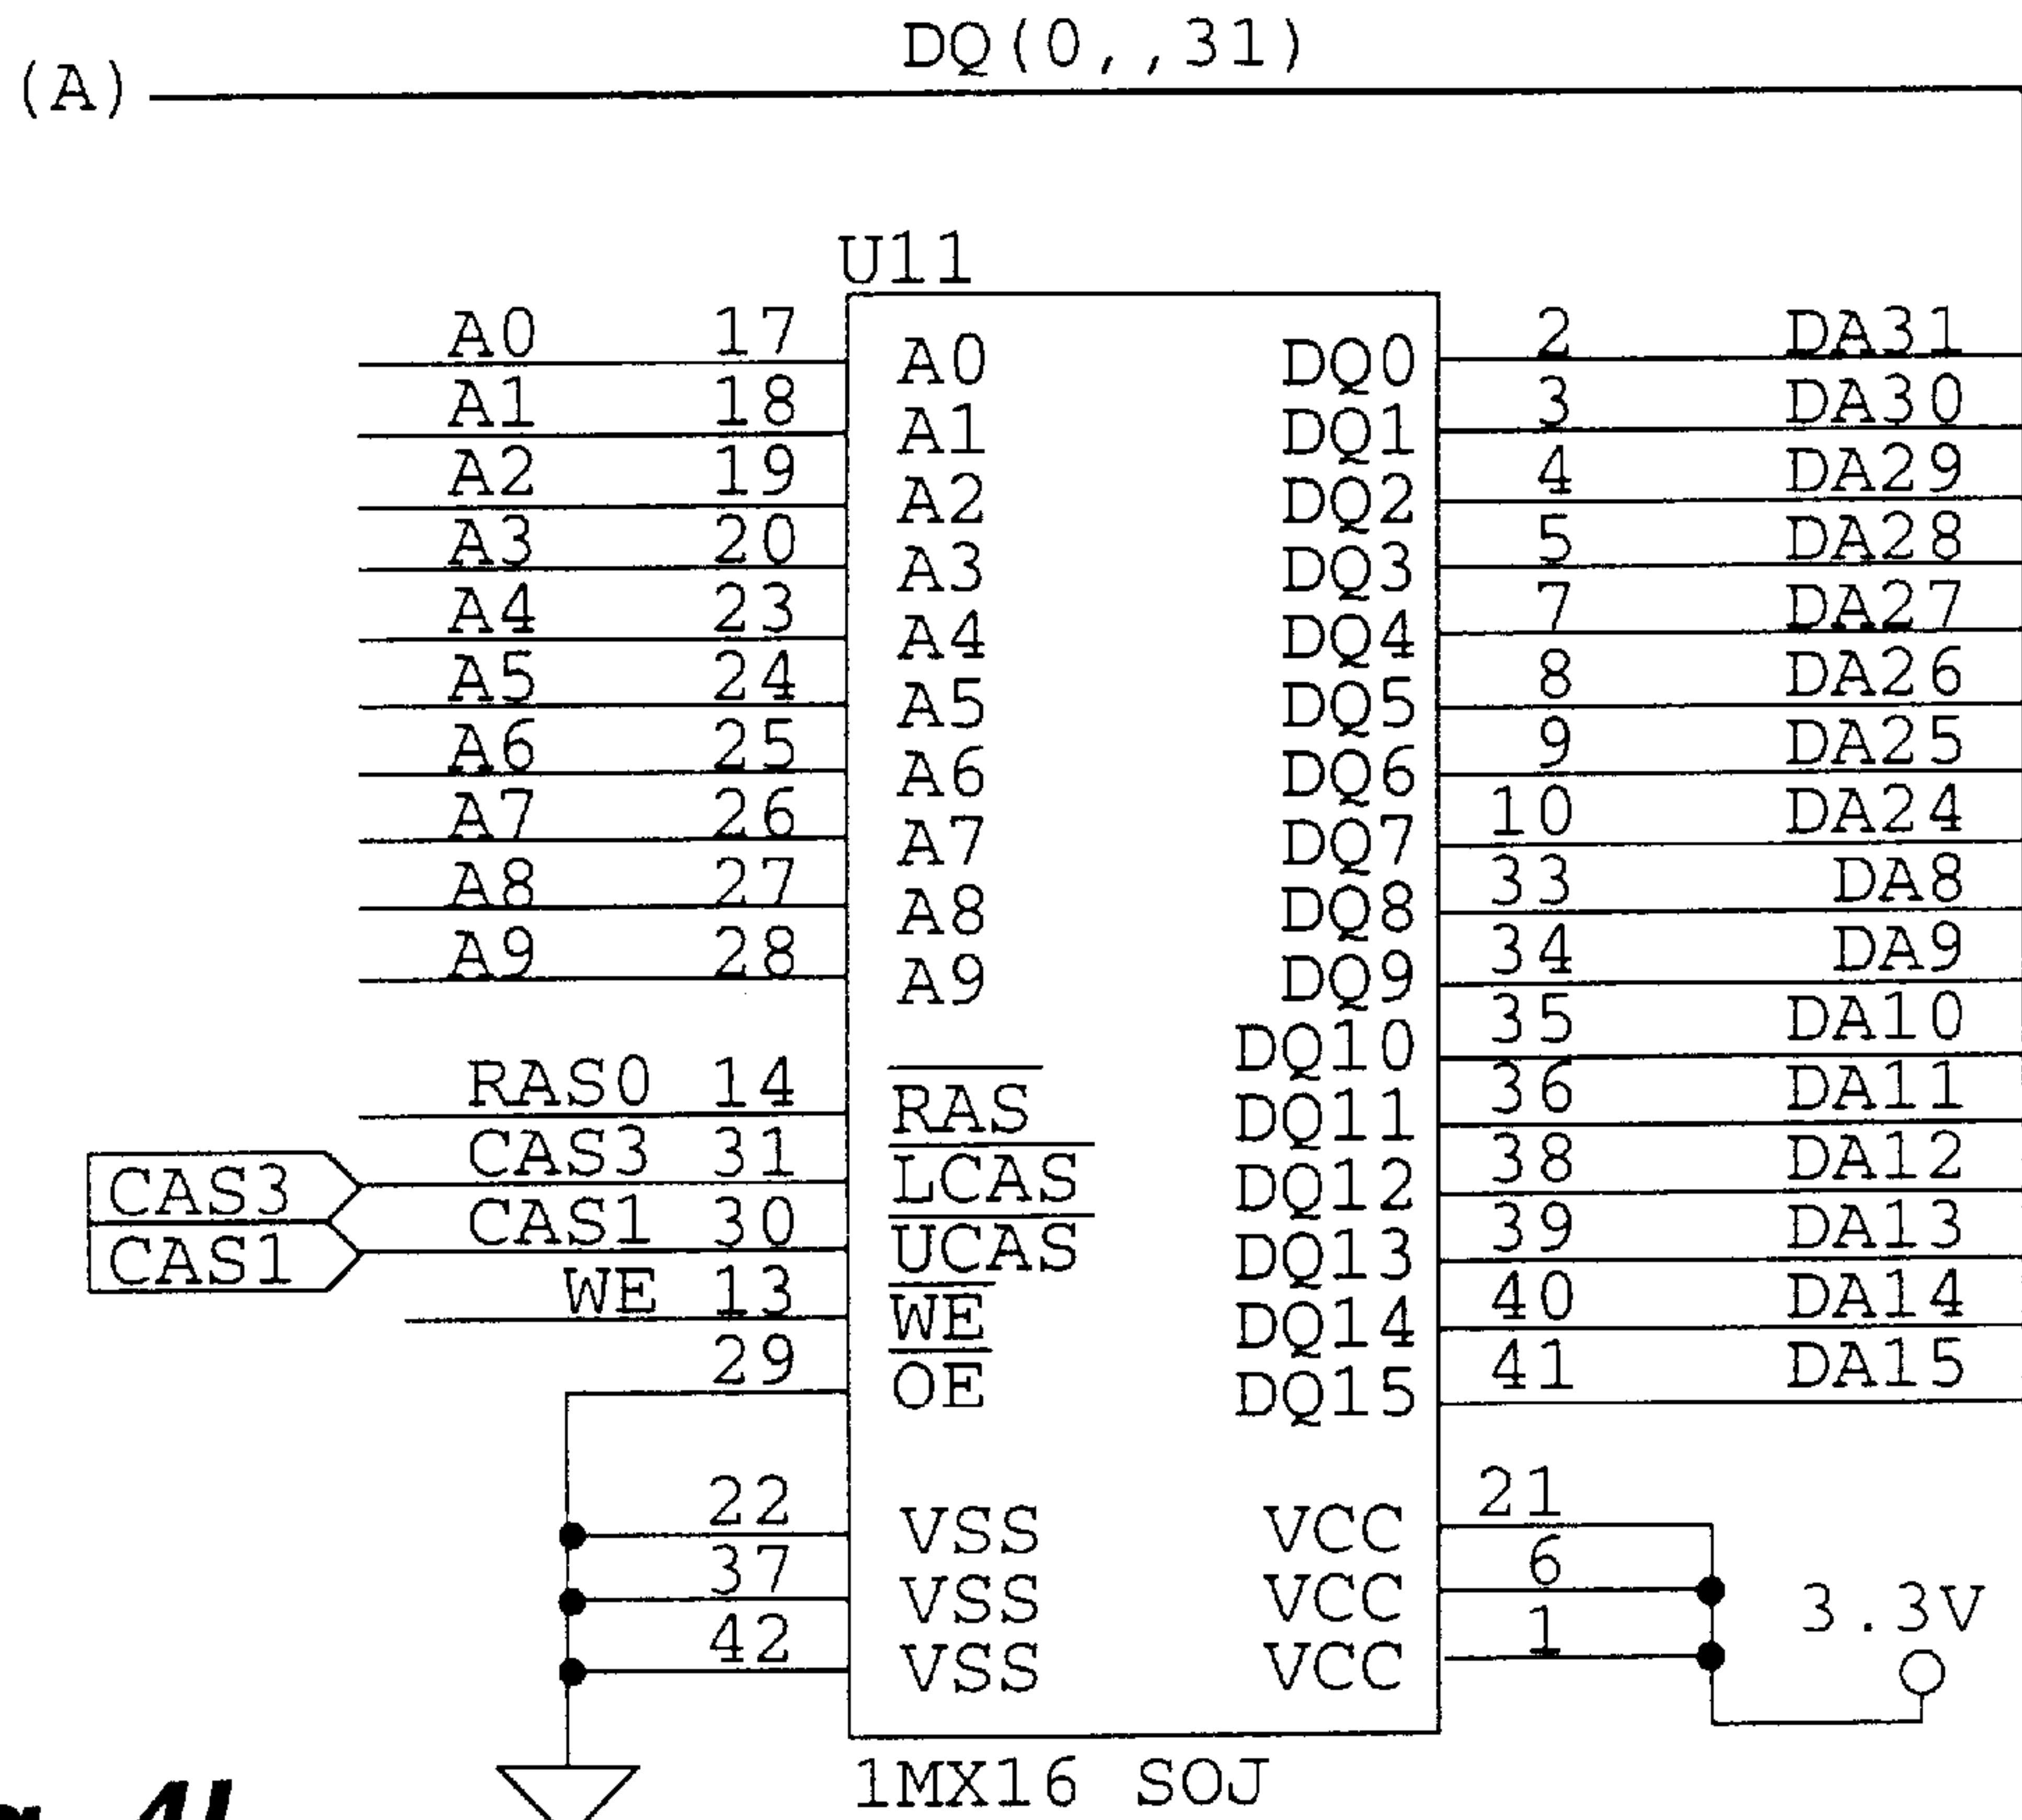 DQ(0,,31)
(A)
U11
A0 17 A0 DQ0 2 DA31
A1 18 A1 DQ1 3 DA30
A2 19 A2 DQ2 4 DA29
A3 20 A3 DQ3 5 DA28
A4 23 A4 DQ4 7 DA27
A5 24 A5 DQ5 8 DA26
A6 25 A6 DQ6 9 DA25
A7 26 A7 DQ7 10 DA24
A8 27 A8 DQ8 33 DA8
A9 28 A9 DQ9 34 DA9
DQ10 35 DA10
RAS0 14 RAS DQ11 36 DA11
CAS3 CAS3 31 LCAS DQ12 38 DA12
CAS1 CAS1 30 UCAS DQ13 39 DA13
WE 13 WE DQ14 40 DA14
29 OE DQ15 41 DA15
22 VSS VCC 21
37 VSS VCC 6
3.3V
42 VSS VCC 1
1MX16 SOJ